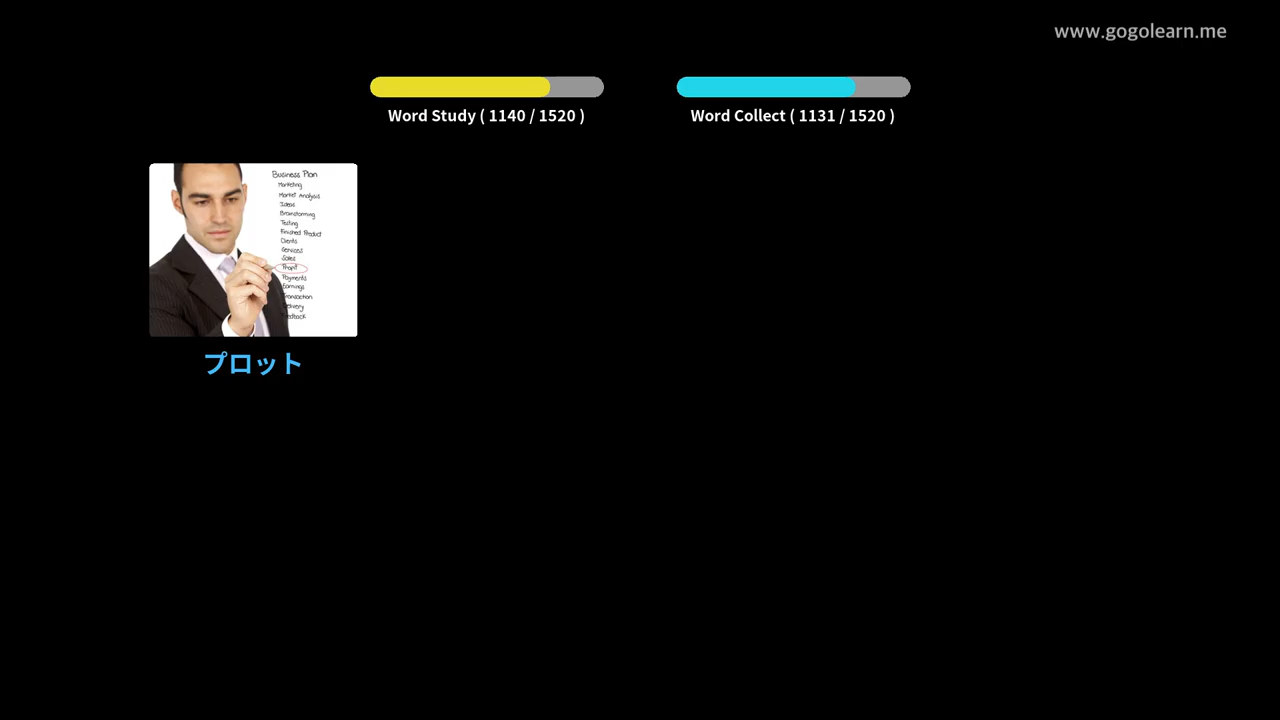 www.gogolearn.me
Word Study ( 1140 / 1520 )
Word Collect ( 1131 / 1520 )
Business Plan
Marketing
Market Analysis
Ideas
Brainstorming
Testing
Finished Product
Clients
Services
Sales
Profit
Payments
Earnings
Transaction
Delivery
Feedback
プロット